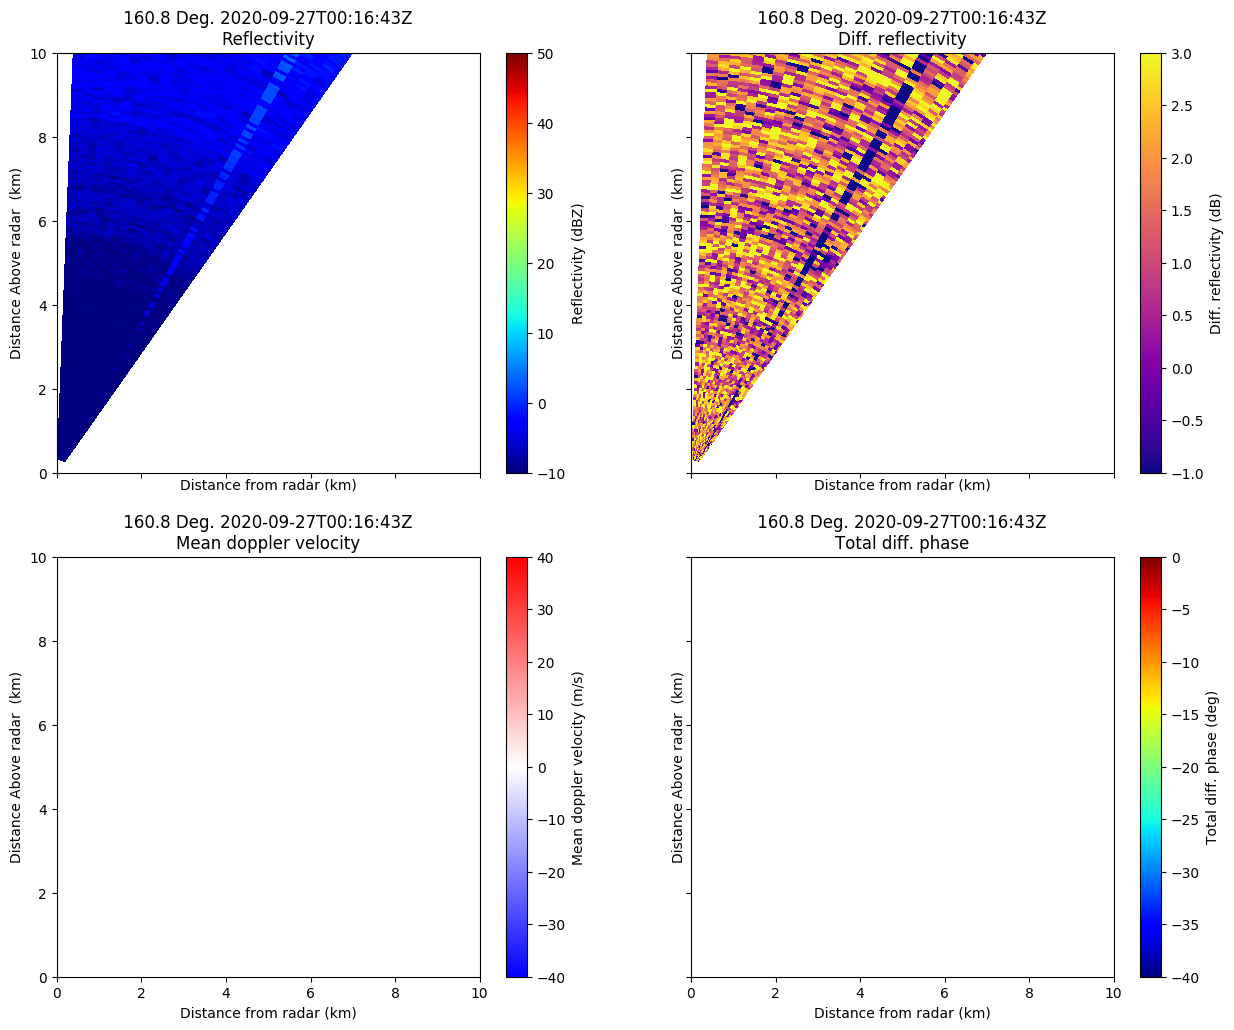 160.8 Deg. 2020-09-27T00:16:43Z
Reflectivity
10
8
6
4
2
0
Distance Above radar  (km)
Distance from radar (km)
50
40
30
20
10
0
−10
Reflectivity (dBZ)
160.8 Deg. 2020-09-27T00:16:43Z
Diff. reflectivity
Distance Above radar  (km)
Distance from radar (km)
3.0
2.5
2.0
1.5
1.0
0.5
0.0
−0.5
−1.0
Diff. reflectivity (dB)
160.8 Deg. 2020-09-27T00:16:43Z
Mean doppler velocity
10
8
6
4
2
0
Distance Above radar  (km)
0 2 4 6 8 10
Distance from radar (km)
40
30
20
10
0
−10
−20
−30
−40
Mean doppler velocity (m/s)
160.8 Deg. 2020-09-27T00:16:43Z
Total diff. phase
Distance Above radar  (km)
0 2 4 6 8 10
Distance from radar (km)
0
−5
−10
−15
−20
−25
−30
−35
−40
Total diff. phase (deg)